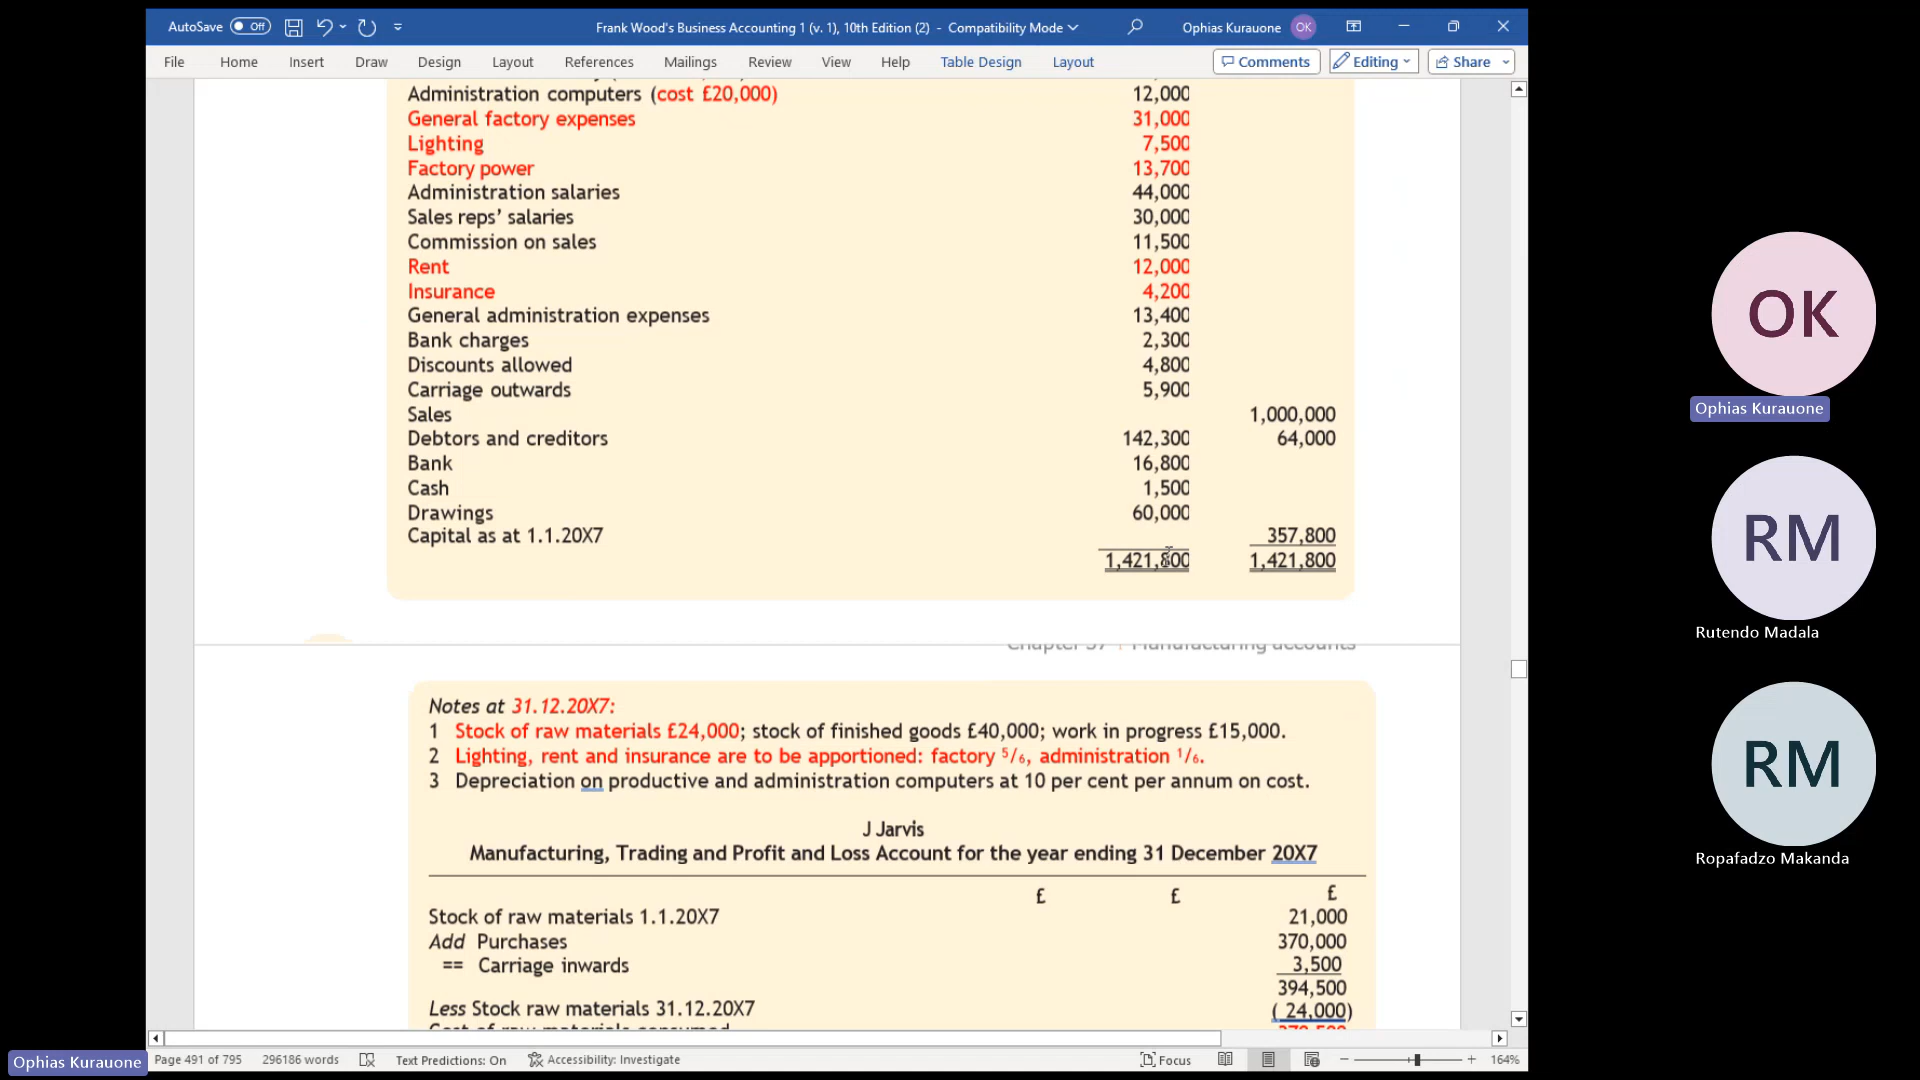 AutoSave Off Frank Wood's Business Accounting 1 (v. 1), 10th Edition (2) - Compatibility Mode Ophias Kurauone OK
File Home Insert Draw Design Layout References Mailings Review View Help Table Design Layout Comments Editing Share
Administration computers (cost £20,000) 12,000
General factory expenses 31,000
Lighting 7,500
Factory power 13,700
Administration salaries 44,000
Sales reps’ salaries 30,000
Commission on sales 11,500
Rent 12,000
Insurance 4,200
General administration expenses 13,400
Bank charges 2,300
Discounts allowed 4,800
Carriage outwards 5,900
Sales 1,000,000
Debtors and creditors 142,300 64,000
Bank 16,800
Cash 1,500
Drawings 60,000
Capital as at 1.1.20X7 357,800
1,421,800 1,421,800
Chapter 37 Manufacturing accounts
Notes at 31.12.20X7:
1 Stock of raw materials £24,000; stock of finished goods £40,000; work in progress £15,000.
2 Lighting, rent and insurance are to be apportioned: factory 5/6, administration 1/6.
3 Depreciation on productive and administration computers at 10 per cent per annum on cost.
J Jarvis
Manufacturing, Trading and Profit and Loss Account for the year ending 31 December 20X7
£ £ £
Stock of raw materials 1.1.20X7 21,000
Add Purchases 370,000
== Carriage inwards 3,500
394,500
Less Stock raw materials 31.12.20X7 ( 24,000)
Cost of raw materials consumed 370,500
Page 491 of 795 296186 words Text Predictions: On Accessibility: Investigate Focus 164%
Ophias Kurauone
OK
Ophias Kurauone
RM
Rutendo Madala
RM
Ropafadzo Makanda